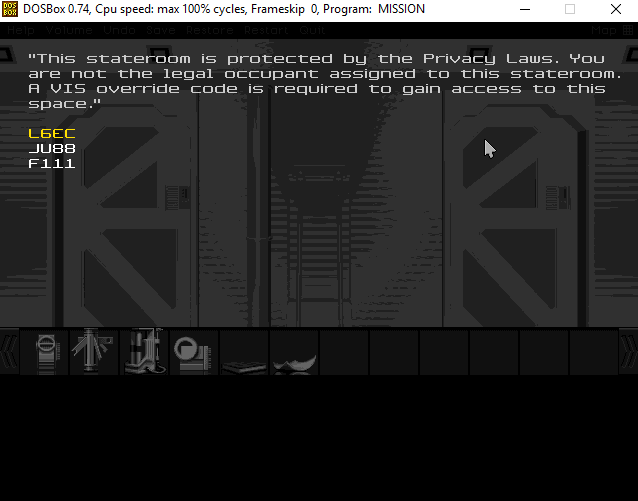 DOSBox 0.74, Cpu speed: max 100% cycles, Frameskip 0, Program: MISSION
Help Volume Undo Save Restore Restart Quit Map
"This stateroom is protected by the Privacy Laws. You
are not the legal occupant assigned to this stateroom.
A VIS override code is required to gain access to this
space."
L6EC
JU88
F111